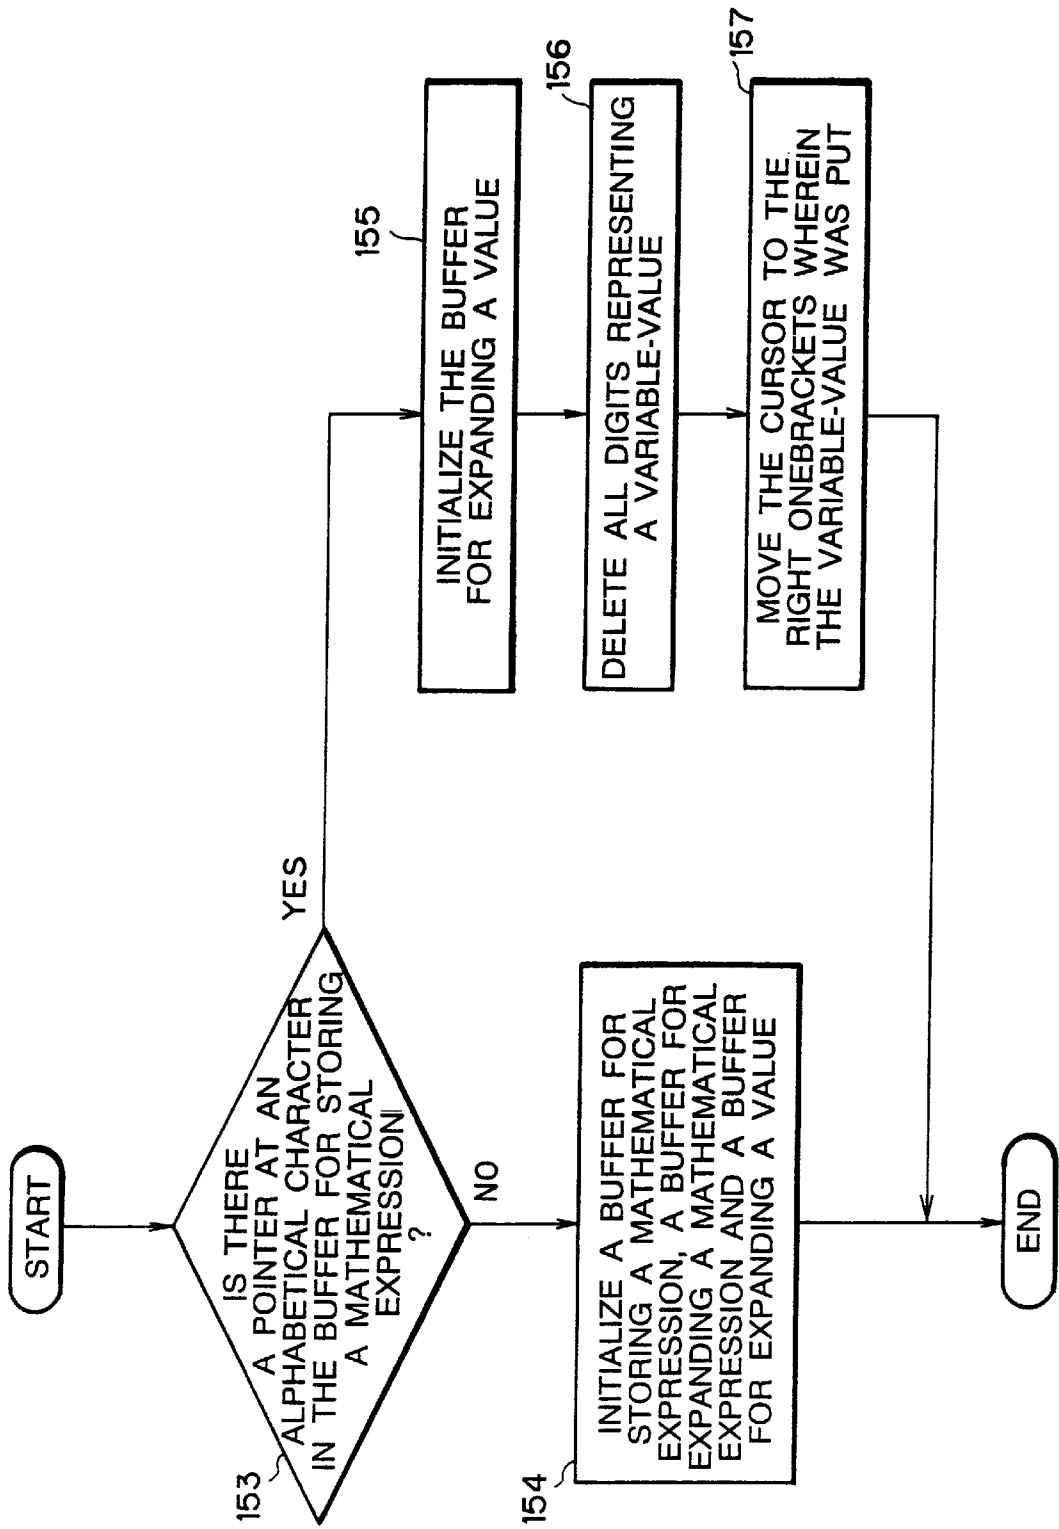 START
IS THERE
A POINTER AT AN
ALPHABETICAL CHARACTER
IN THE BUFFER FOR STORING
A MATHEMATICAL
EXPRESSION
?
153
YES
NO
INITIALIZE A BUFFER FOR
STORING A MATHEMATICAL
EXPRESSION, A BUFFER FOR
EXPANDING A MATHEMATICAL
EXPRESSION AND A BUFFER
FOR EXPANDING A VALUE
154
155
INITIALIZE THE BUFFER
FOR EXPANDING A VALUE
156
DELETE ALL DIGITS REPRESENTING
A VARIABLE-VALUE
157
MOVE THE CURSOR TO THE
RIGHT ONEBRACKETS WHEREIN
THE VARIABLE-VALUE WAS PUT
END